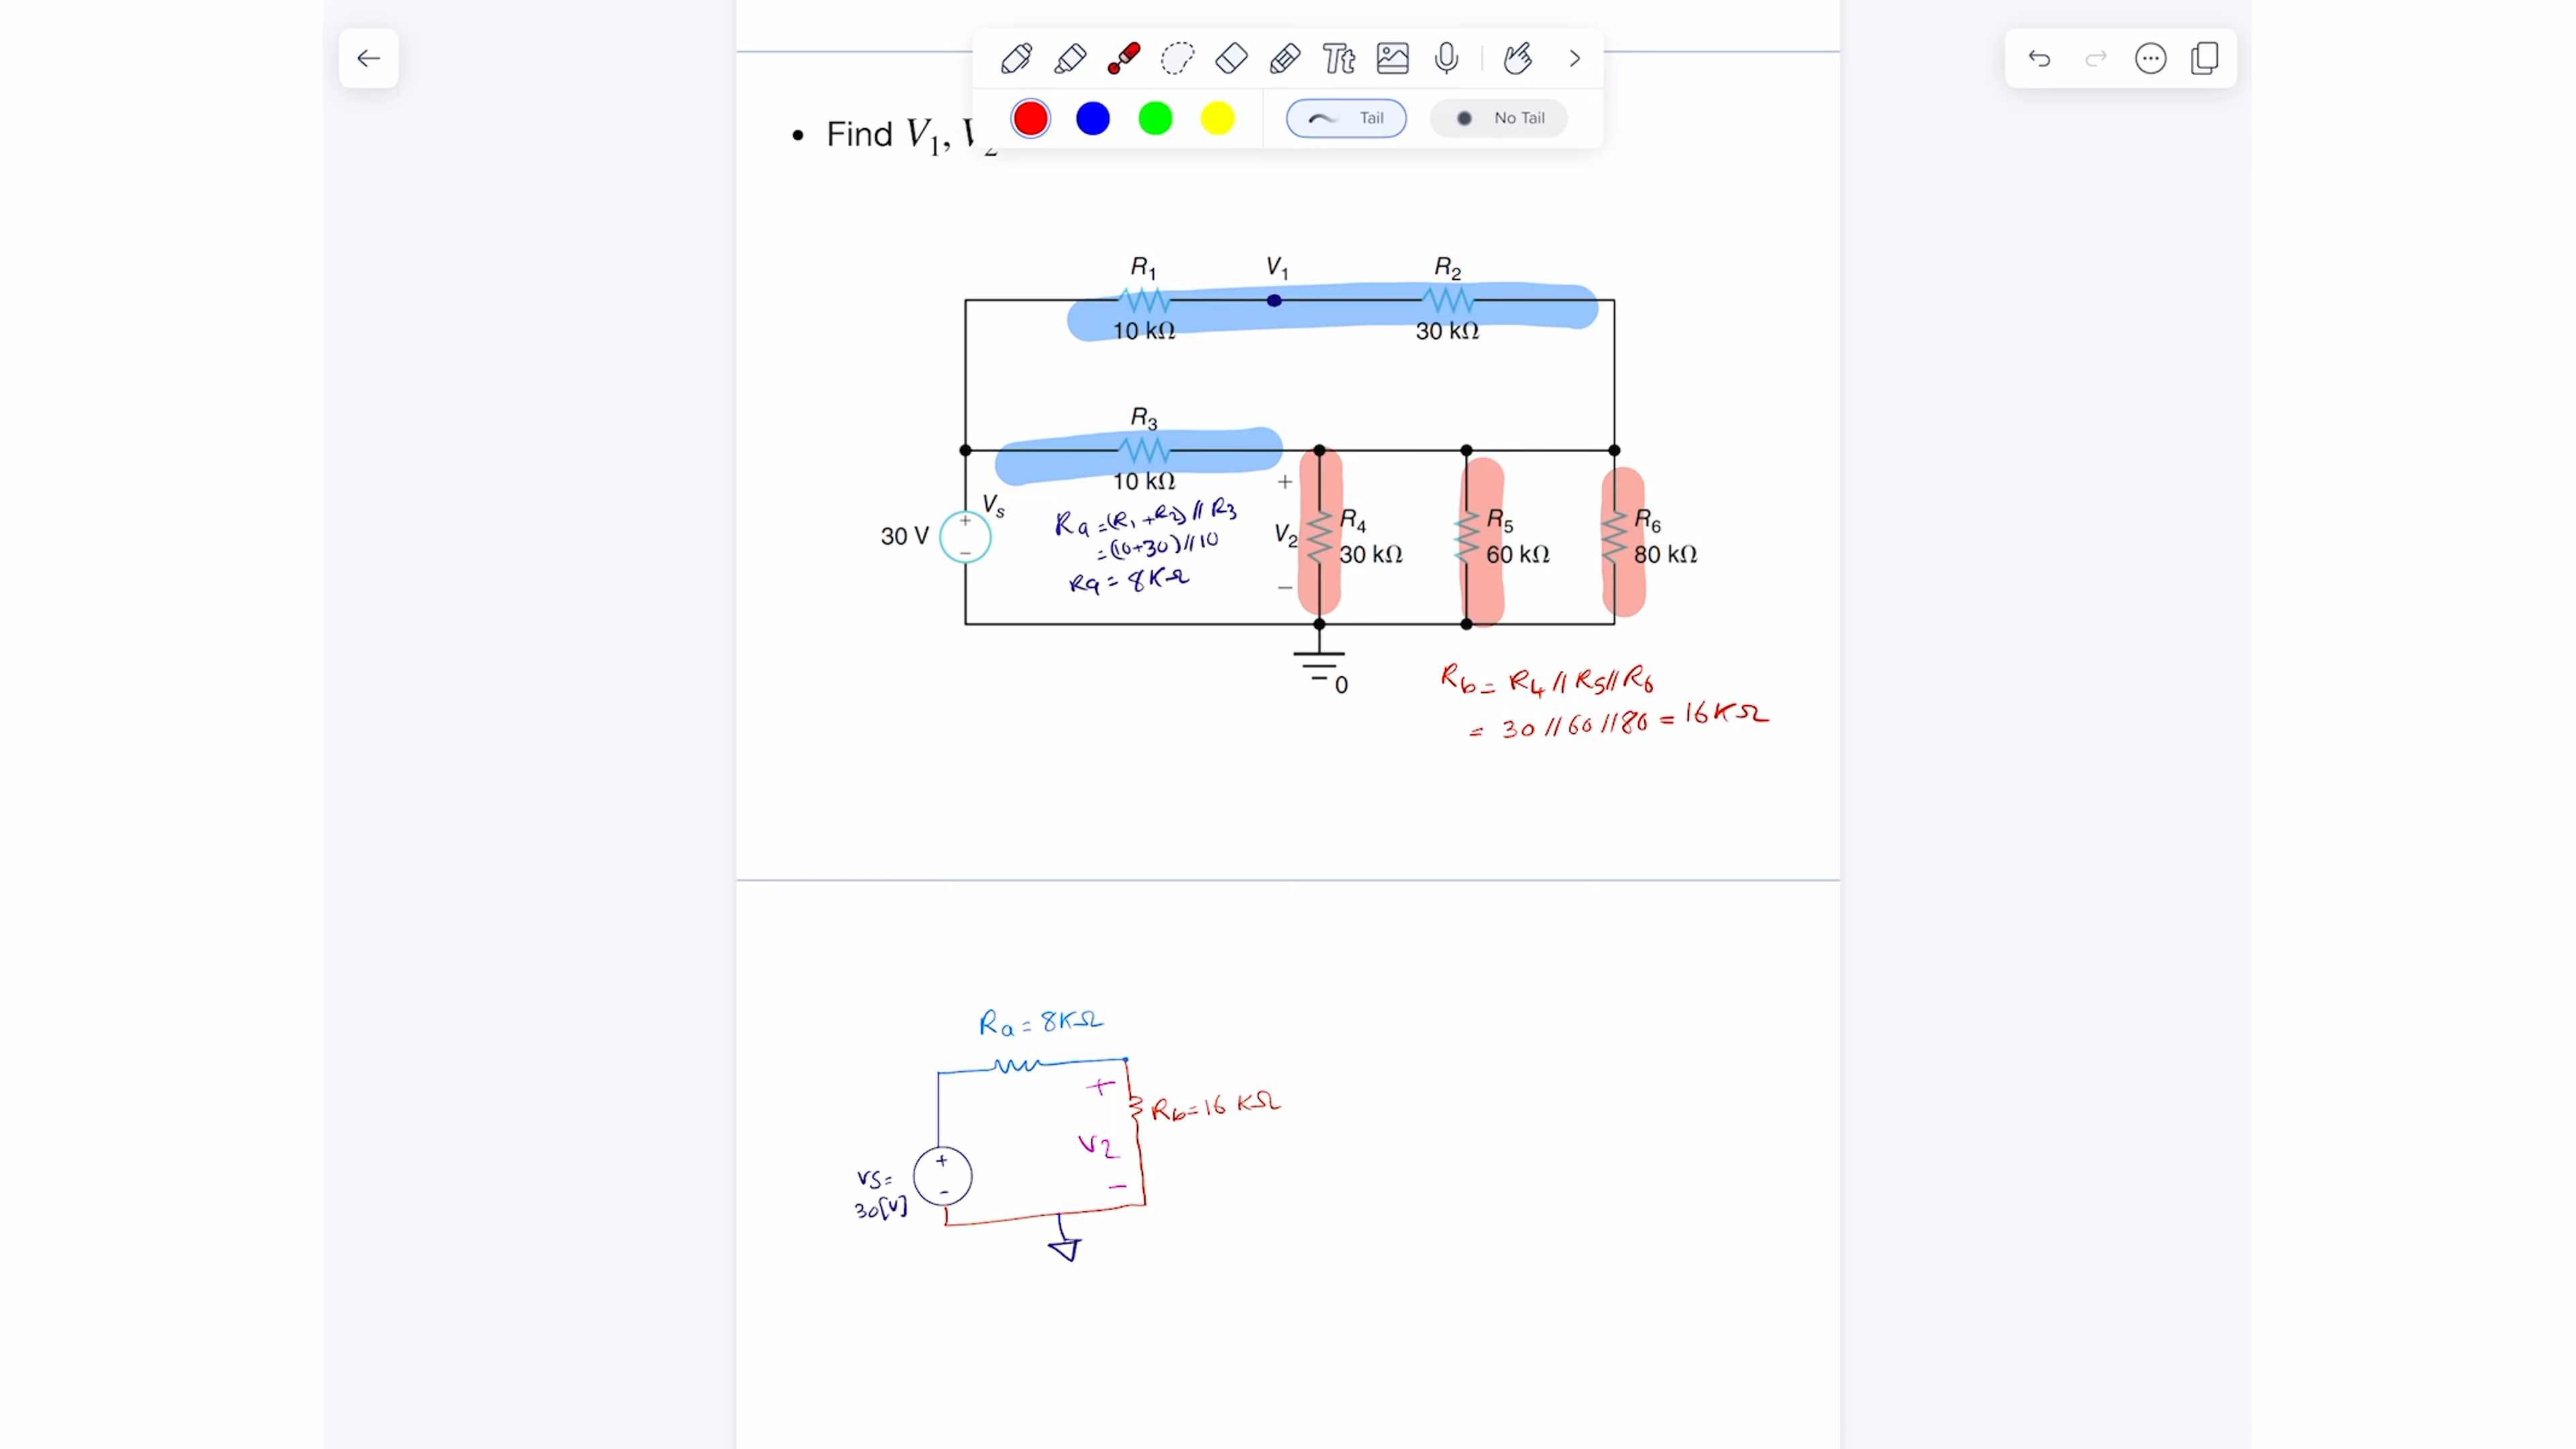 Tt
Tail
No Tail
• Find V₁, V₂
R₁
V₁
R₂
10 kΩ
30 kΩ
R₃
10 kΩ
+
Vₛ
30 V
+
−
Ra = (R₁ + R₂) // R₃
= (10+30) // 10
Ra = 8KΩ
V₂
−
R₄
30 kΩ
R₅
60 kΩ
R₆
80 kΩ
0
Rb = R₄ // R₅ // R₆
= 30 // 60 // 80 = 16KΩ
Ra = 8KΩ
+
Rb = 16 KΩ
V₂
−
+
-
VS =
30[V]